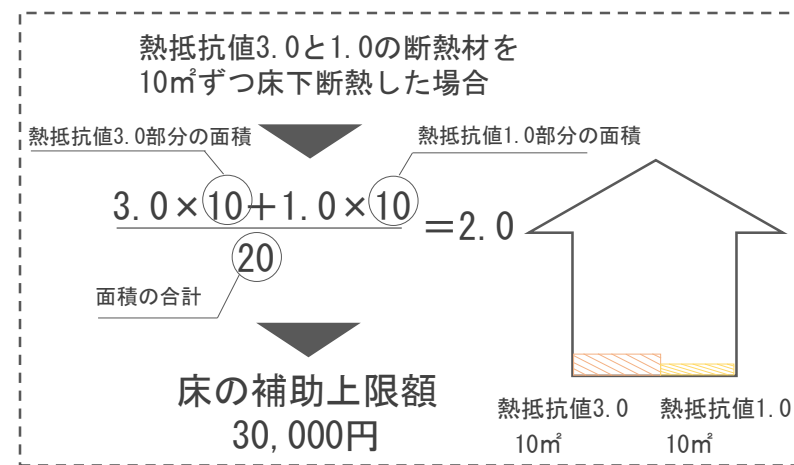 熱抵抗値3.0と1.0の断熱材を
10㎡ずつ床下断熱した場合
熱抵抗値3.0部分の面積
熱抵抗値1.0部分の面積
3.0×10+1.0×10
20
=2.0
面積の合計
床の補助上限額
30,000円
熱抵抗値3.0
10㎡
熱抵抗値1.0
10㎡